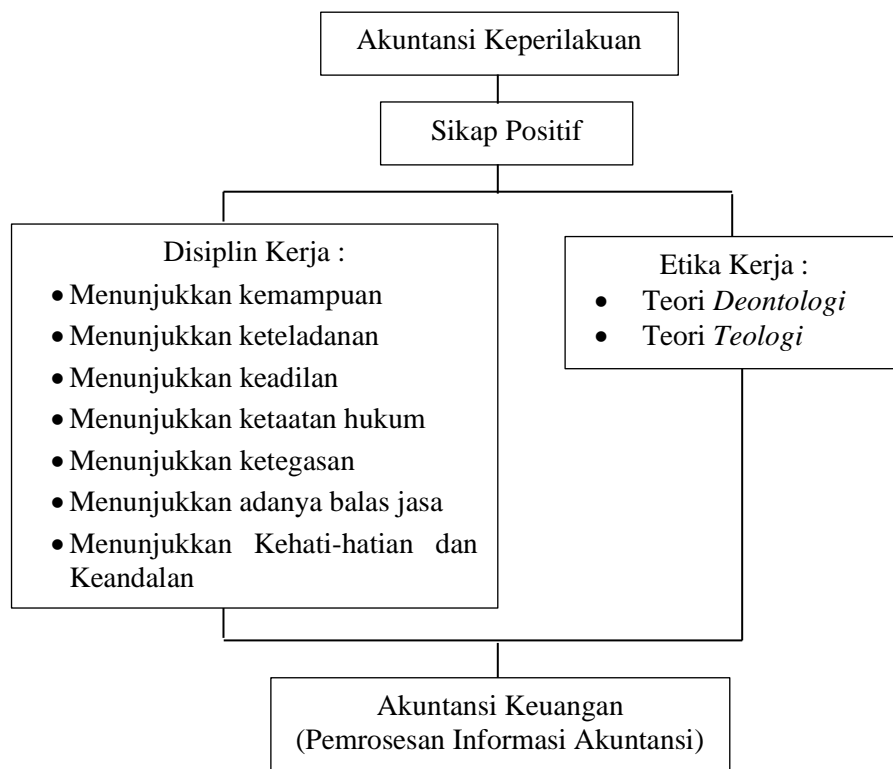 Akuntansi Keperilakuan
Sikap Positif
Disiplin Kerja :
• Menunjukkan kemampuan
• Menunjukkan keteladanan
• Menunjukkan keadilan
• Menunjukkan ketaatan hukum
• Menunjukkan ketegasan
• Menunjukkan adanya balas jasa
• Menunjukkan Kehati-hatian dan
Keandalan
Etika Kerja :
• Teori Deontologi
• Teori Teologi
Akuntansi Keuangan
(Pemrosesan Informasi Akuntansi)